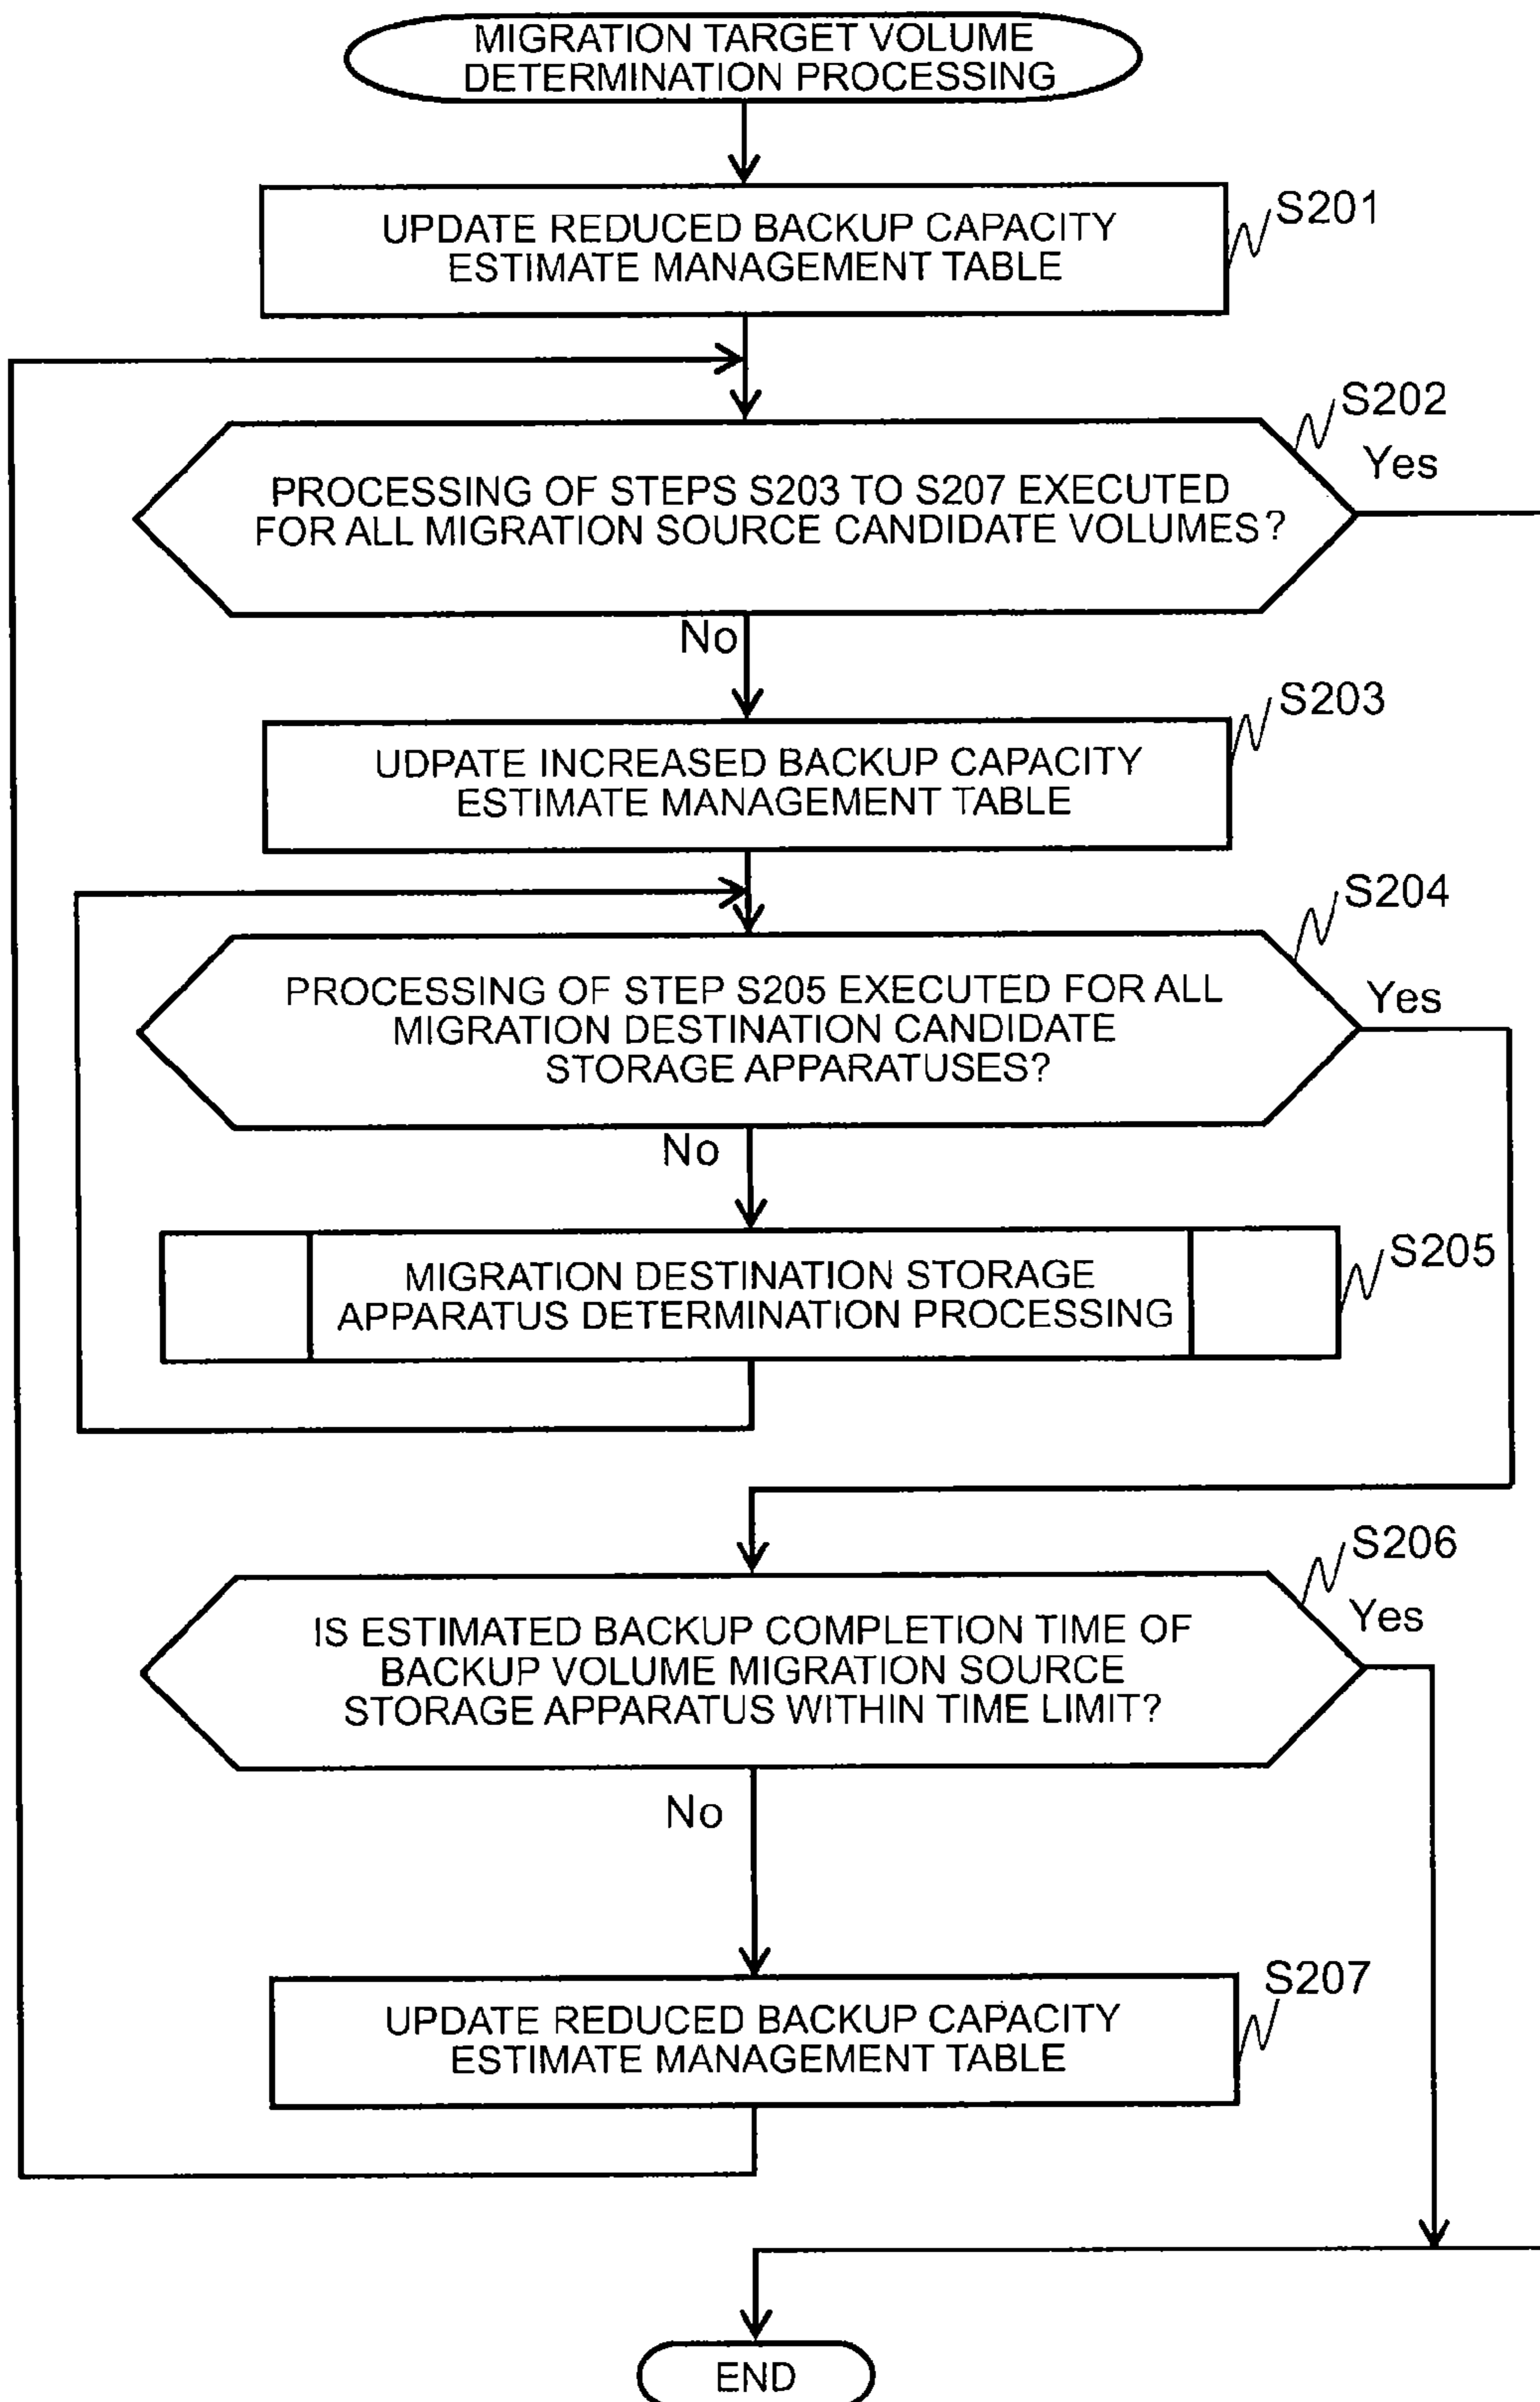 MIGRATION TARGET VOLUME
DETERMINATION PROCESSING
UPDATE REDUCED BACKUP CAPACITY
ESTIMATE MANAGEMENT TABLE
S201
S202
Yes
PROCESSING OF STEPS S203 TO S207 EXECUTED
FOR ALL MIGRATION SOURCE CANDIDATE VOLUMES?
No
S203
UDPATE INCREASED BACKUP CAPACITY
ESTIMATE MANAGEMENT TABLE
S204
Yes
PROCESSING OF STEP S205 EXECUTED FOR ALL
MIGRATION DESTINATION CANDIDATE
STORAGE APPARATUSES?
No
S205
MIGRATION DESTINATION STORAGE
APPARATUS DETERMINATION PROCESSING
S206
Yes
IS ESTIMATED BACKUP COMPLETION TIME OF
BACKUP VOLUME MIGRATION SOURCE
STORAGE APPARATUS WITHIN TIME LIMIT?
No
S207
UPDATE REDUCED BACKUP CAPACITY
ESTIMATE MANAGEMENT TABLE
END